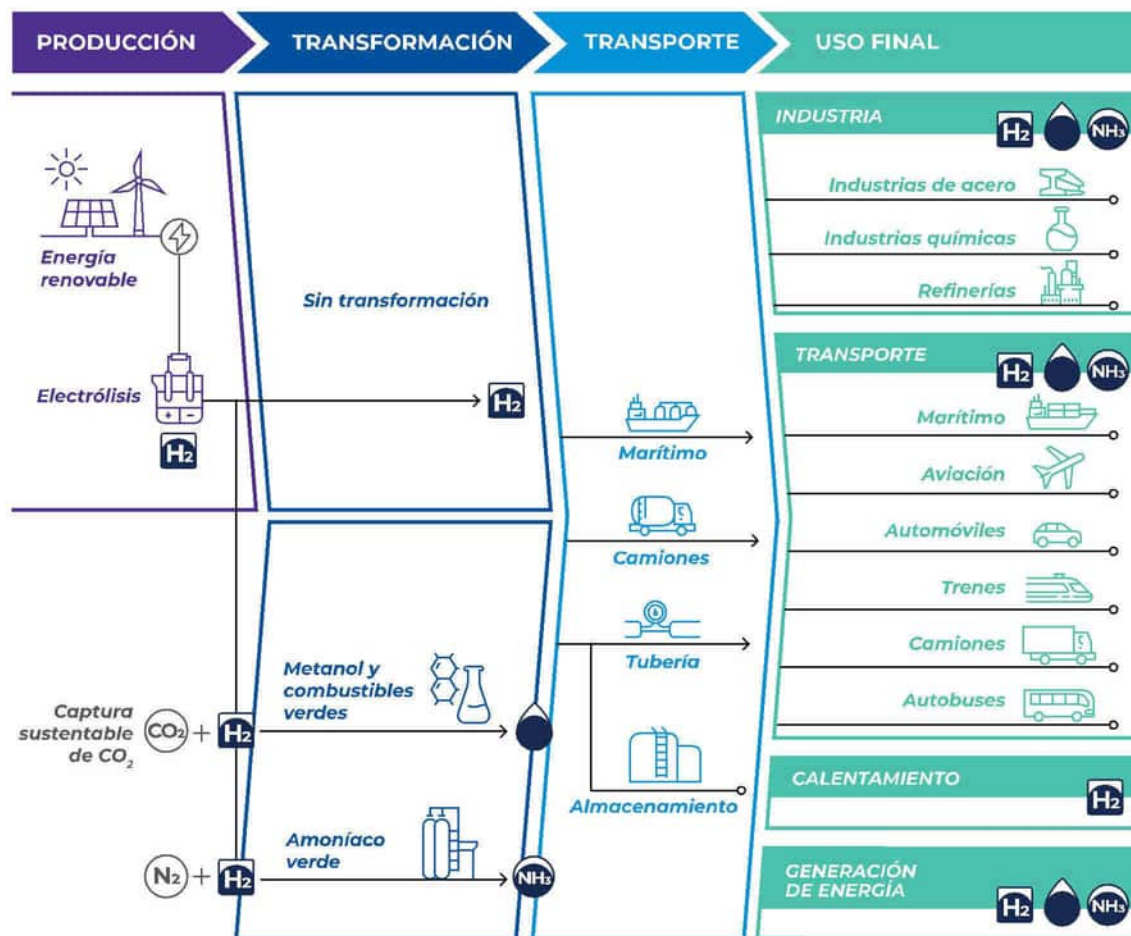 PRODUCCIÓN
TRANSFORMACIÓN
TRANSPORTE
USO FINAL
Energía
renovable
Electrólisis
+ -
H₂
Captura
sustentable
de CO₂
CO₂ + H₂
N₂ + H₂
Sin transformación
H₂
Metanol y
combustibles
verdes
Amoníaco
verde
NH₃
Marítimo
Camiones
Tubería
Almacenamiento
INDUSTRIA
H₂ NH₃
Industrias de acero
Industrias químicas
Refinerías
TRANSPORTE
H₂ NH₃
Marítimo
Aviación
Automóviles
Trenes
Camiones
Autobuses
CALENTAMIENTO
H₂
GENERACIÓN
DE ENERGÍA
H₂ NH₃